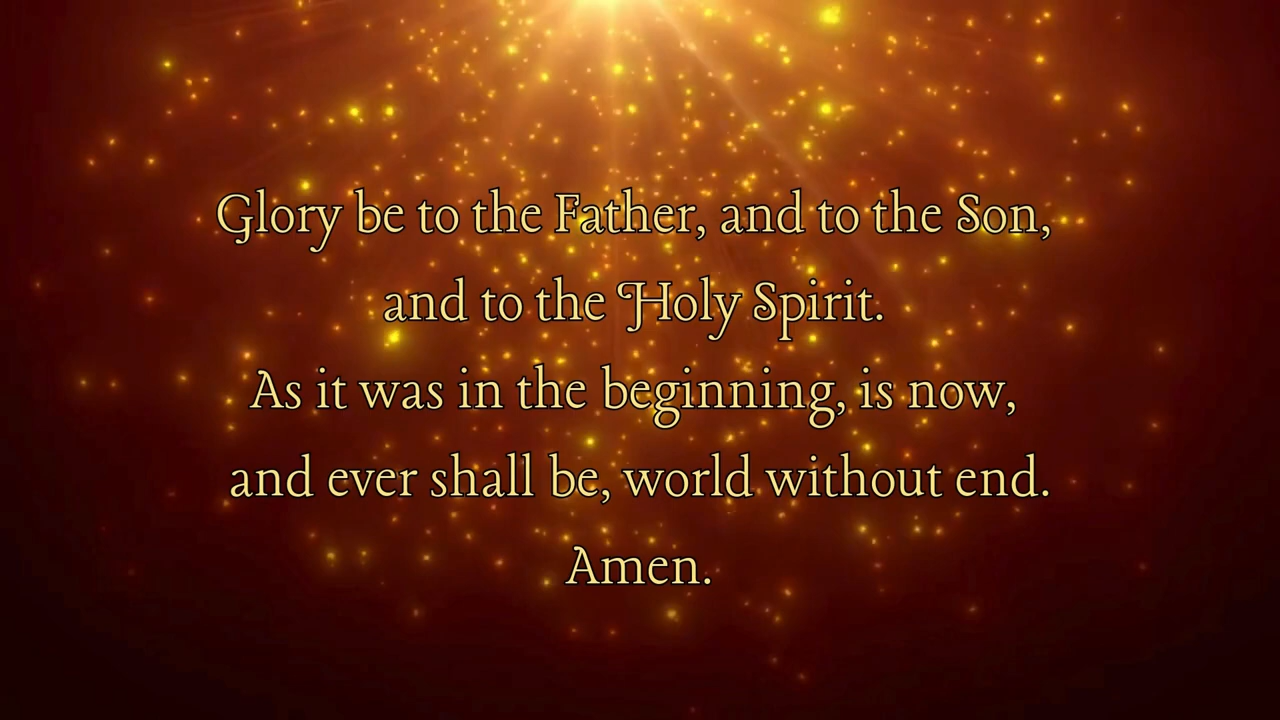 Glory be to the Father, and to the Son,
and to the Holy Spirit.
As it was in the beginning, is now,
and ever shall be, world without end.
Amen.